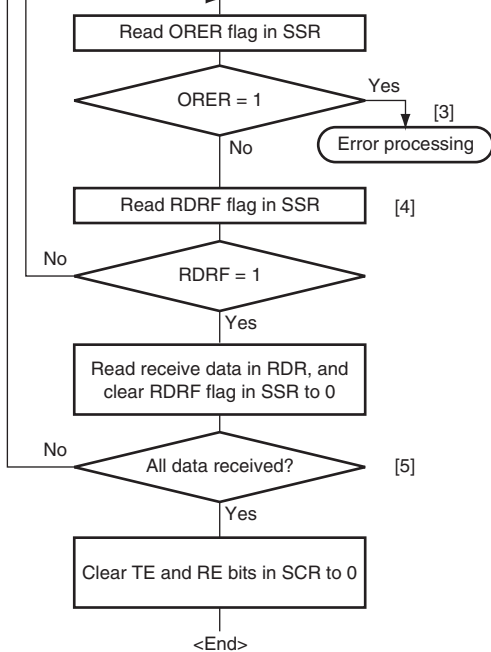 Read ORER flag in SSR
ORER = 1
Yes
[3]
Error processing
No
Read RDRF flag in SSR
[4]
No
RDRF = 1
Yes
Read receive data in RDR, and
clear RDRF flag in SSR to 0
No
All data received?
[5]
Yes
Clear TE and RE bits in SCR to 0
<End>